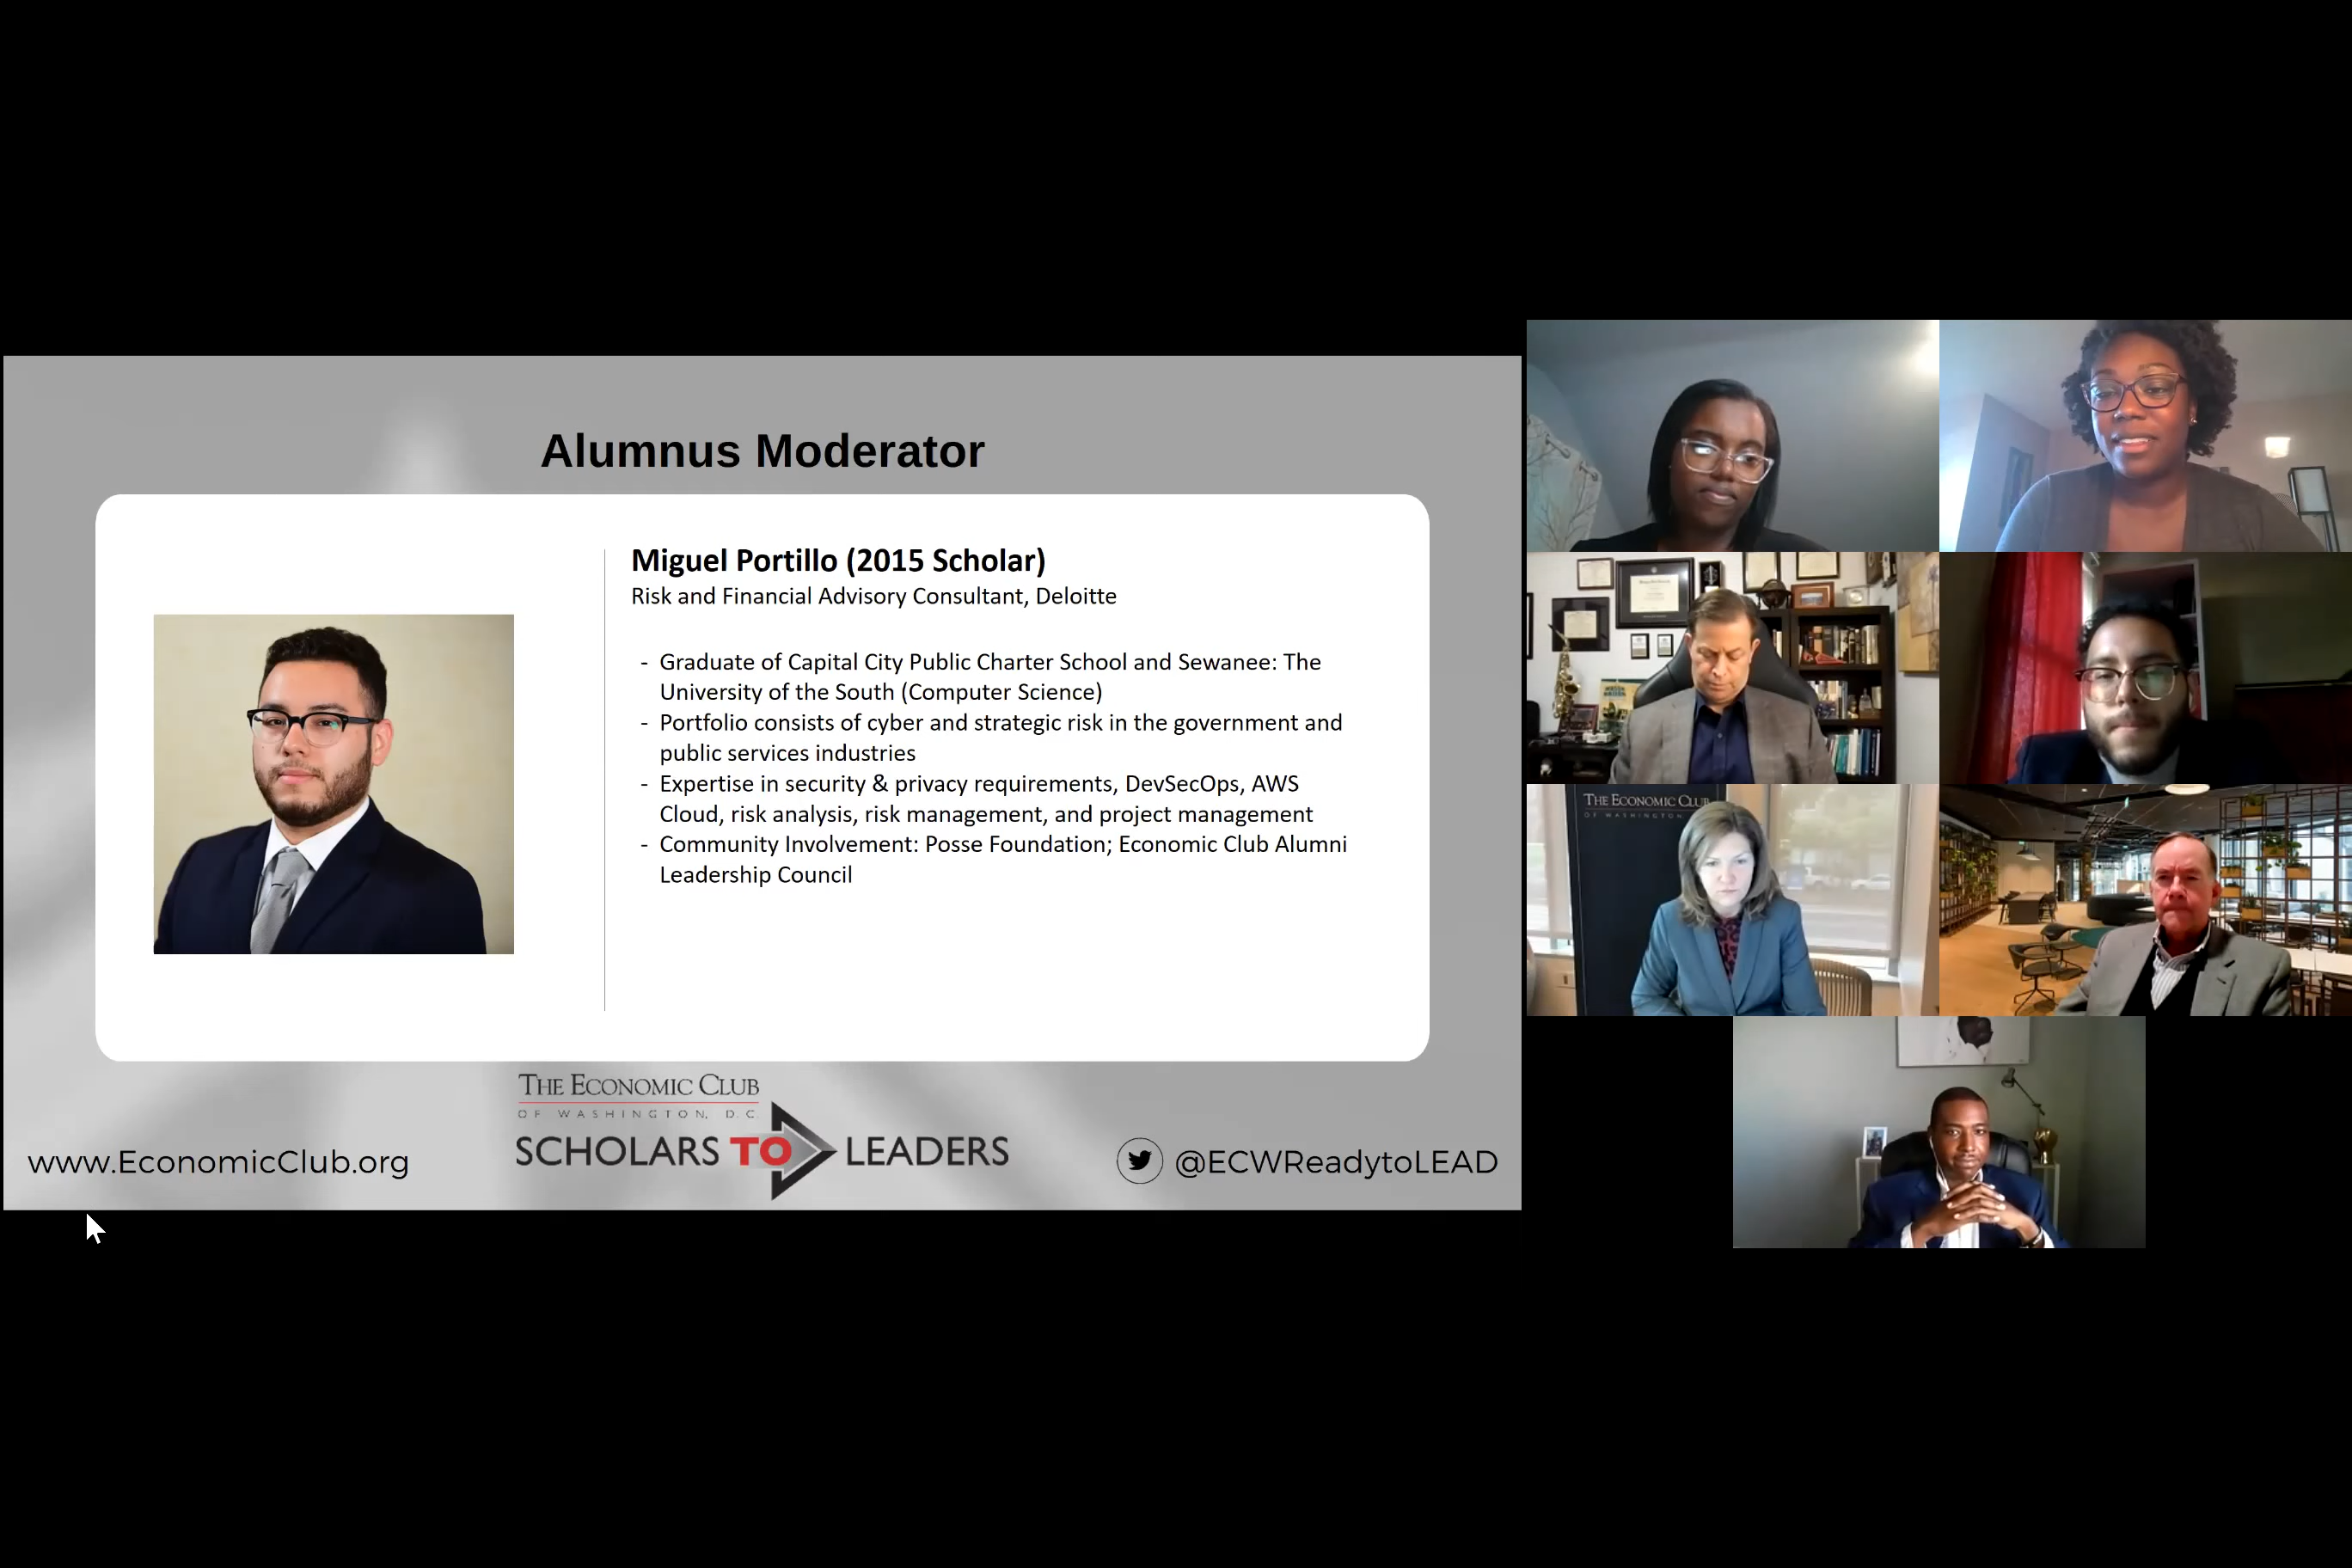 Alumnus Moderator
Miguel Portillo (2015 Scholar)
Risk and Financial Advisory Consultant, Deloitte
- Graduate of Capital City Public Charter School and Sewanee: The
University of the South (Computer Science)
- Portfolio consists of cyber and strategic risk in the government and
public services industries
- Expertise in security & privacy requirements, DevSecOps, AWS
Cloud, risk analysis, risk management, and project management
- Community Involvement: Posse Foundation; Economic Club Alumni
Leadership Council
THE ECONOMIC CLUB
OF WASHINGTON, D.C.
SCHOLARS TO LEADERS
www.EconomicClub.org
@ECWReadytoLEAD
THE ECONOMIC CLUB
OF WASHINGTON,